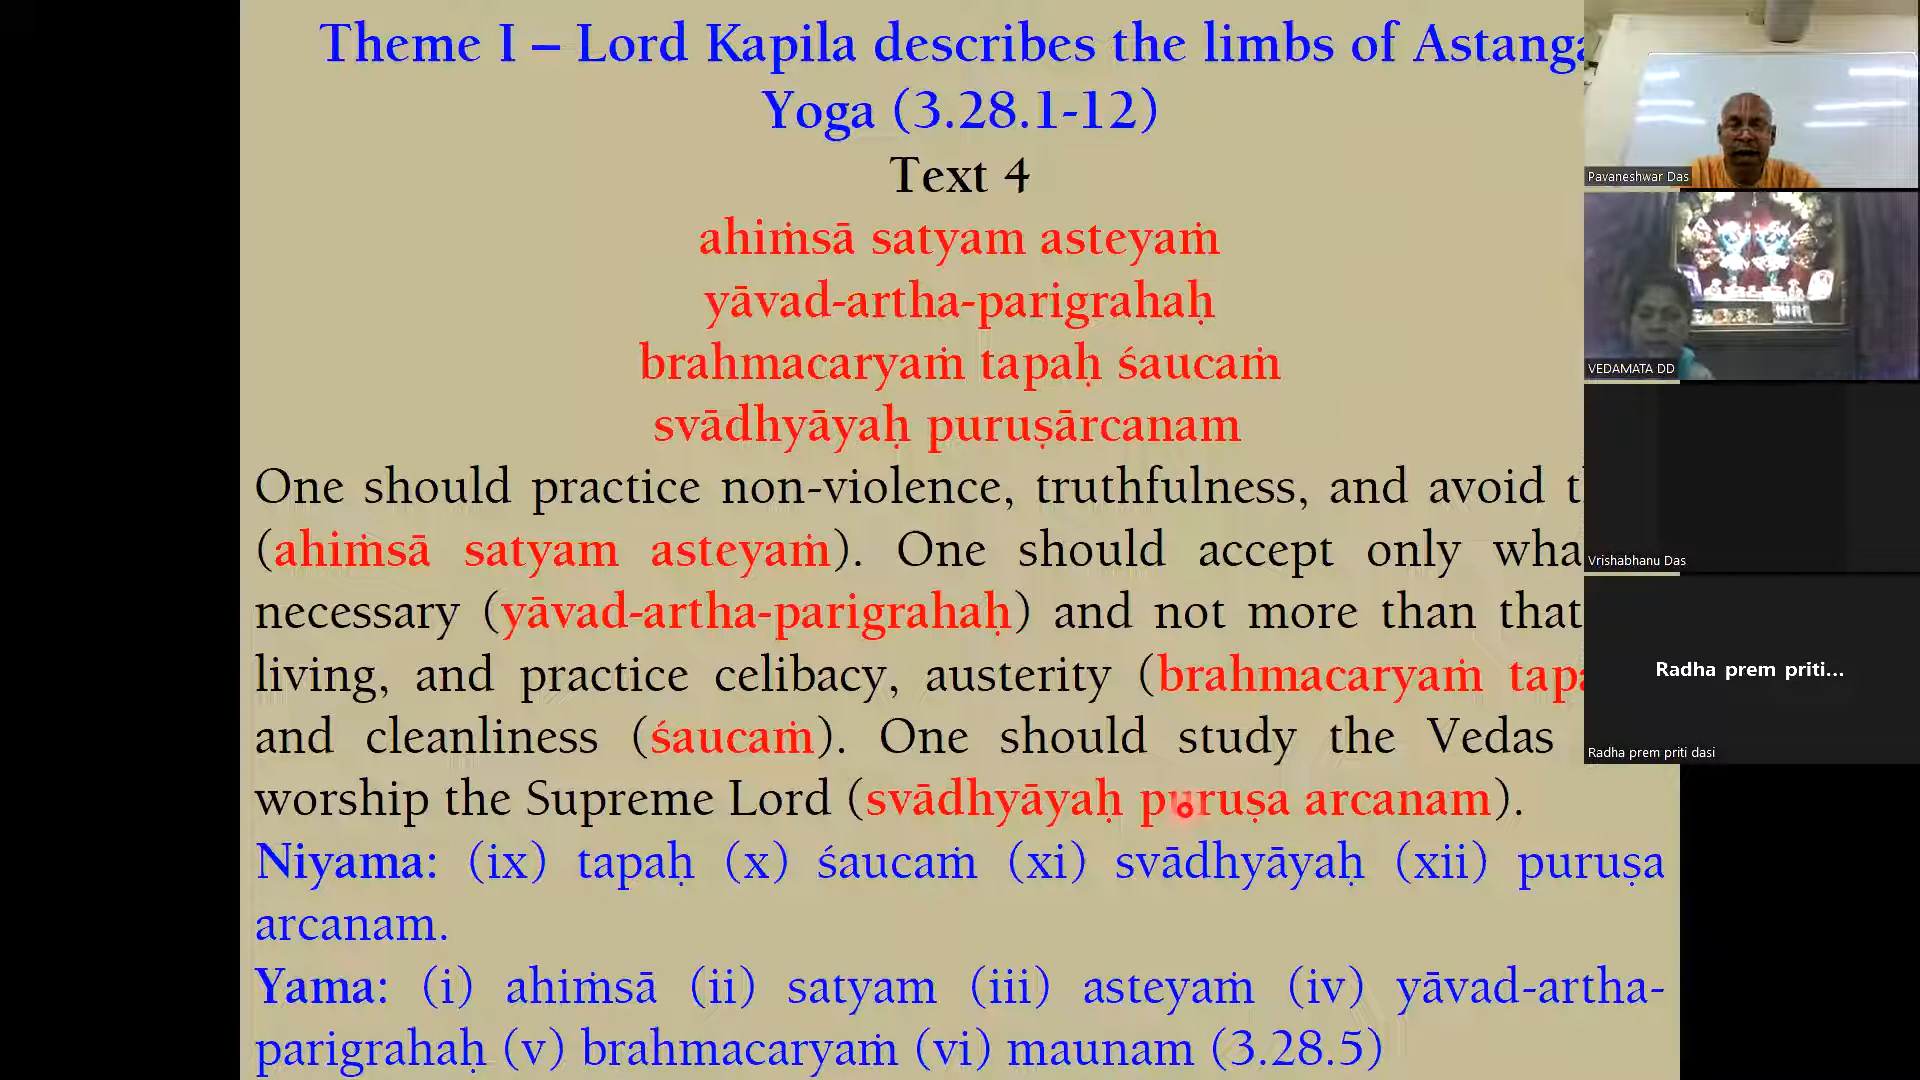 Theme I – Lord Kapila describes the limbs of Astanga
Yoga (3.28.1-12)
Text 4
ahiṁsā satyam asteyaṁ
yāvad-artha-parigrahaḥ
brahmacaryaṁ tapaḥ śaucaṁ
svādhyāyaḥ puruṣārcanam
One should practice non-violence, truthfulness, and avoid
(ahiṁsā satyam asteyaṁ). One should accept only
necessary (yāvad-artha-parigrahaḥ) and not more than that
living, and practice celibacy, austerity (brahmacaryaṁ
and cleanliness (śaucaṁ). One should study the Vedas
worship the Supreme Lord (svādhyāyaḥ puruṣa arcanam).
Niyama: (ix) tapaḥ (x) śaucaṁ (xi) svādhyāyaḥ (xii) puruṣa
arcanam.
Yama: (i) ahiṁsā (ii) satyam (iii) asteyaṁ (iv) yāvad-artha-
parigrahaḥ (v) brahmacaryaṁ (vi) maunam (3.28.5)
Pavaneshwar Das
VEDAMATA DD
Vrishabhanu Das
Radha prem priti...
Radha prem priti dasi